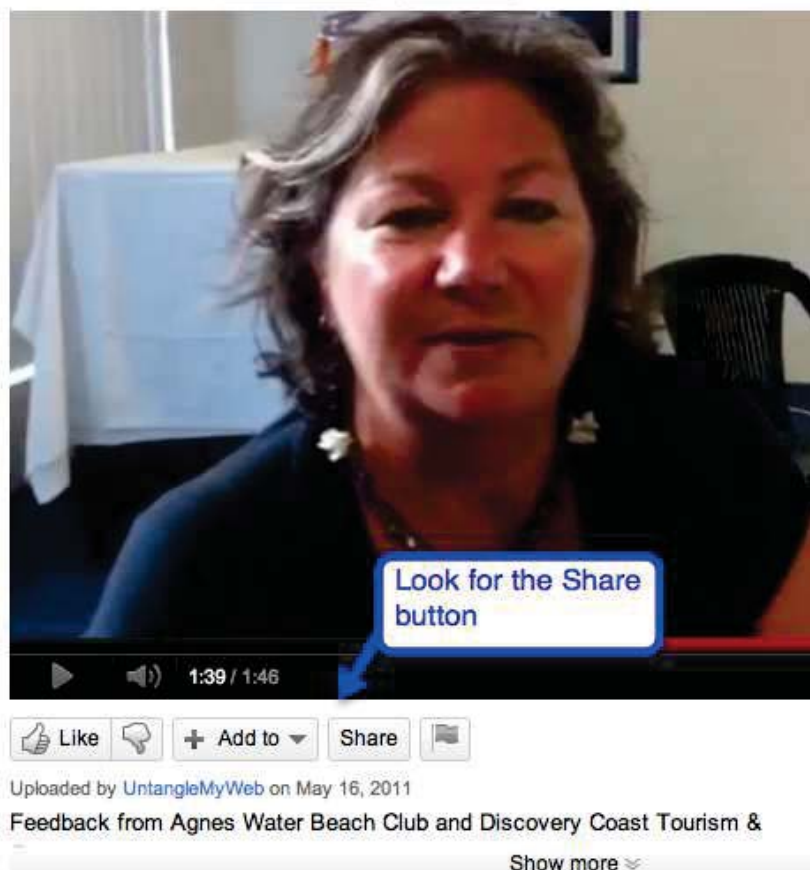 Look for the Share
button
1:39 / 1:46
Like
Add to
Share
Uploaded by UntangleMyWeb on May 16, 2011
Feedback from Agnes Water Beach Club and Discovery Coast Tourism &
Show more